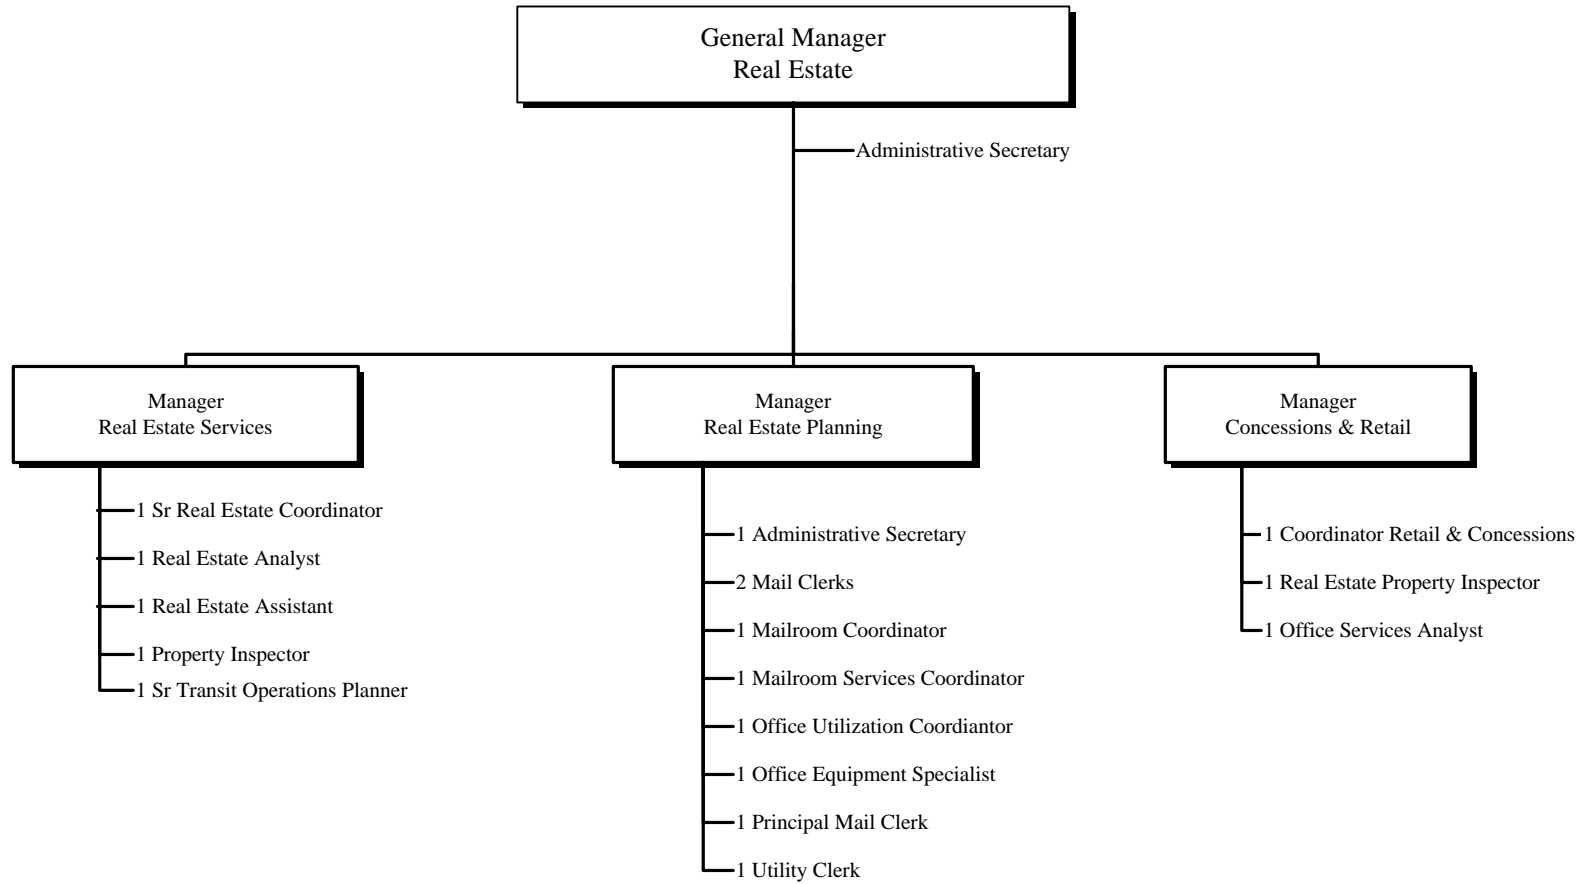 General Manager
Real Estate
Administrative Secretary
Manager
Real Estate Services
1 Sr Real Estate Coordinator
1 Real Estate Analyst
1 Real Estate Assistant
1 Property Inspector
1 Sr Transit Operations Planner
Manager
Real Estate Planning
1 Administrative Secretary
2 Mail Clerks
1 Mailroom Coordinator
1 Mailroom Services Coordinator
1 Office Utilization Coordiantor
1 Office Equipment Specialist
1 Principal Mail Clerk
1 Utility Clerk
Manager
Concessions & Retail
1 Coordinator Retail & Concessions
1 Real Estate Property Inspector
1 Office Services Analyst